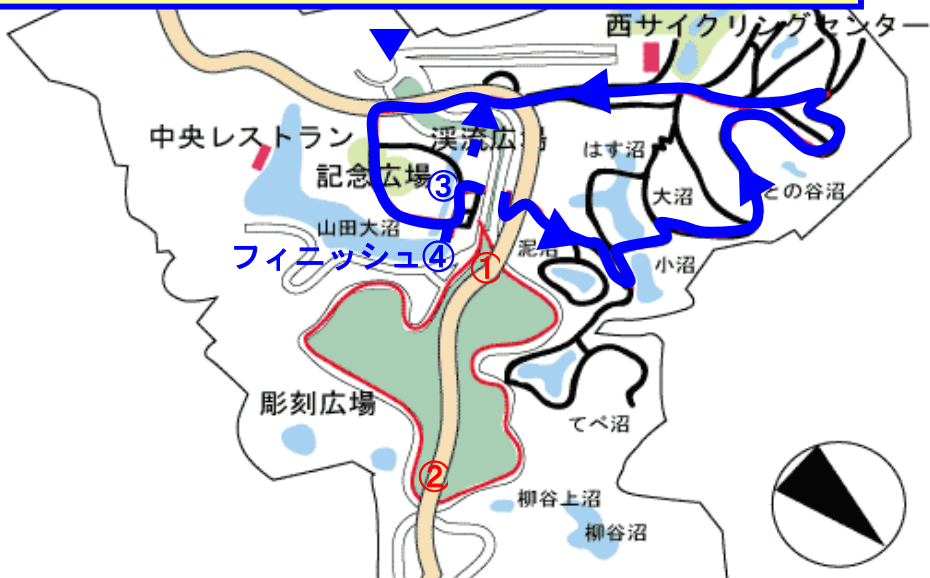 西サイクリングセンター
中央レストラン
渓流広場
はす沼
記念広場
③
大沼
との谷沼
山田大沼
フィニッシュ④
泥沼
①
小沼
彫刻広場
てべ沼
②
柳谷上沼
柳谷沼